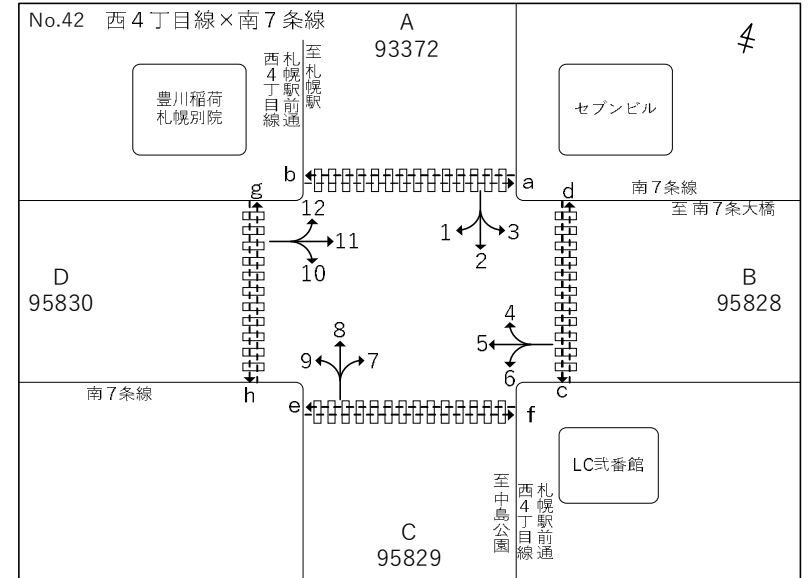 No.42 西４丁目線×南７条線
A
93372
至札幌駅
札幌駅前通
西４丁目線
豊川稲荷
札幌別院
セブンビル
b
a
g
d
南７条線
至南７条大橋
12
11
10
1
2
3
D
95830
B
95828
4
5
6
8
9
7
南７条線
h
c
e
f
LC弐番館
至中島公園
札幌駅前通
西４丁目線
C
95829